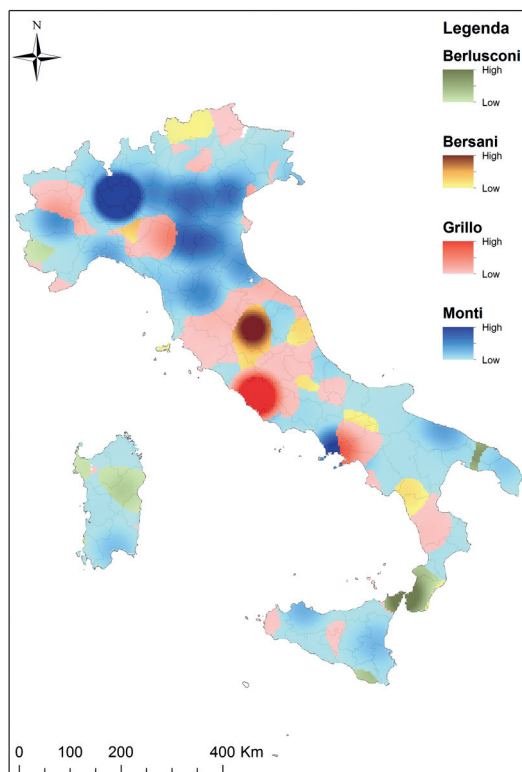 N
Legenda
Berlusconi
High
Low
Bersani
High
Low
Grillo
High
Low
Monti
High
Low
0 100 200 400 Km